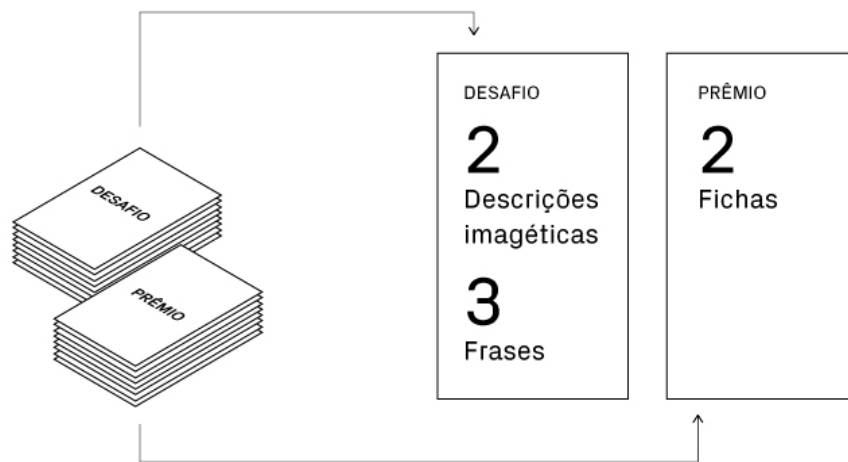 DESAFIO
PRÊMIO
DESAFIO
2
Descrições
imagéticas
3
Frases
PRÊMIO
2
Fichas